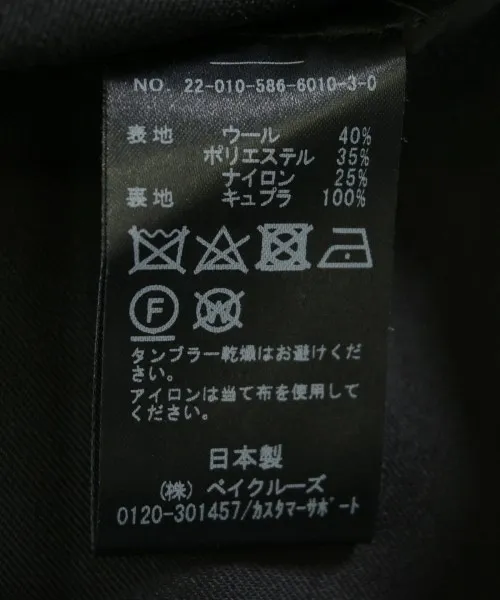 NO. 22-010-586-6010-3-0
表地 ウール 40%
ポリエステル 35%
ナイロン 25%
裏地 キュプラ 100%
F W
タンブラー乾燥はお避けくだ
さい。
アイロンは当て布を使用して
ください。
日本製
(株) ベイクルーズ
0120-301457/カスタマーサポート